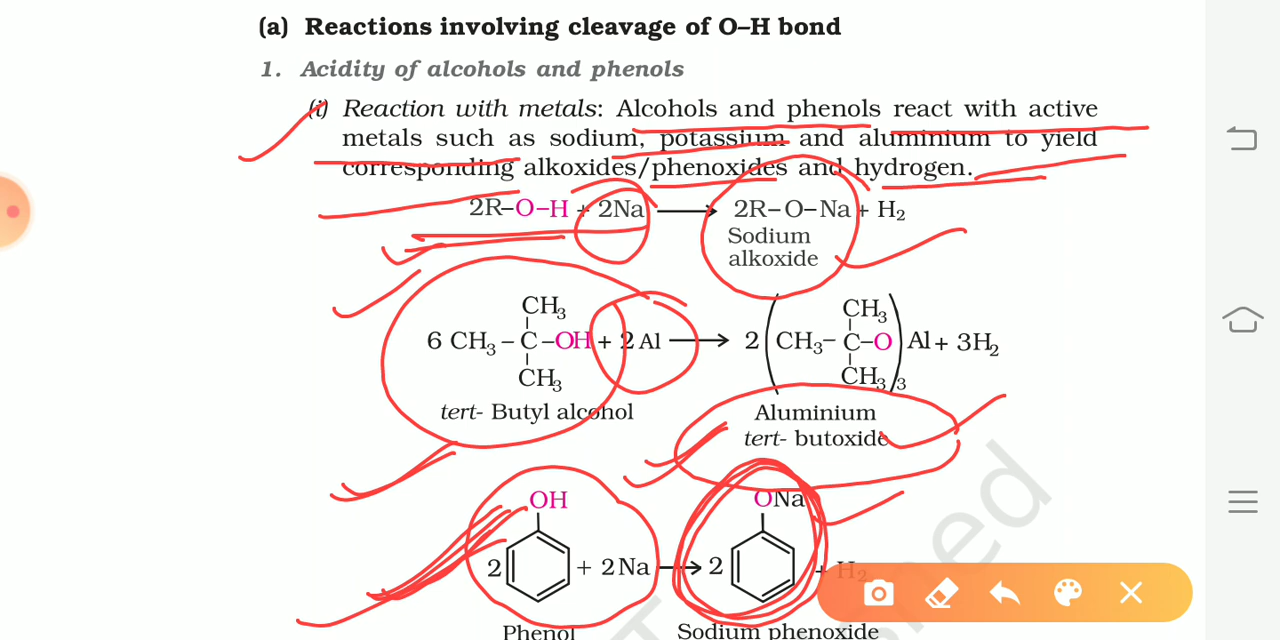 (a) Reactions involving cleavage of O–H bond
1. Acidity of alcohols and phenols
(i) Reaction with metals: Alcohols and phenols react with active
metals such as sodium, potassium and aluminium to yield
corresponding alkoxides/phenoxides and hydrogen.
2R–O–H + 2Na ⟶ 2R–O–Na + H₂
Sodium
alkoxide
CH₃ CH₃
6 CH₃–C–OH + 2 Al ⟶ 2 (CH₃–C–O)₃ Al + 3H₂
CH₃ CH₃
tert- Butyl alcohol Aluminium
tert- butoxide
OH ONa
2 + 2Na ⟶ 2 + H₂
Phenol Sodium phenoxide